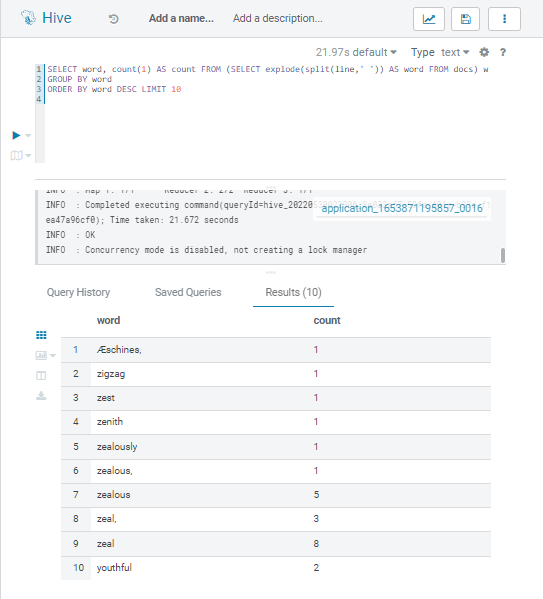 Hive Add a name... Add a description...
21.97s default Type text ?
1 SELECT word, count(1) AS count FROM (SELECT explode(split(line,' ')) AS word FROM docs) w
2 GROUP BY word
3 ORDER BY word DESC LIMIT 10
4
INFO : Map 1: 1/1 Reducer 2: 2/2 Reducer 3: 1/1
INFO : Completed executing command(queryId=hive_20220
application_1653871195857_0016
ea47a96cf0); Time taken: 21.672 seconds
INFO : OK
INFO : Concurrency mode is disabled, not creating a lock manager
Query History Saved Queries Results (10)
word count
1 Æschines, 1
2 zigzag 1
3 zest 1
4 zenith 1
5 zealously 1
6 zealous, 1
7 zealous 5
8 zeal, 3
9 zeal 8
10 youthful 2